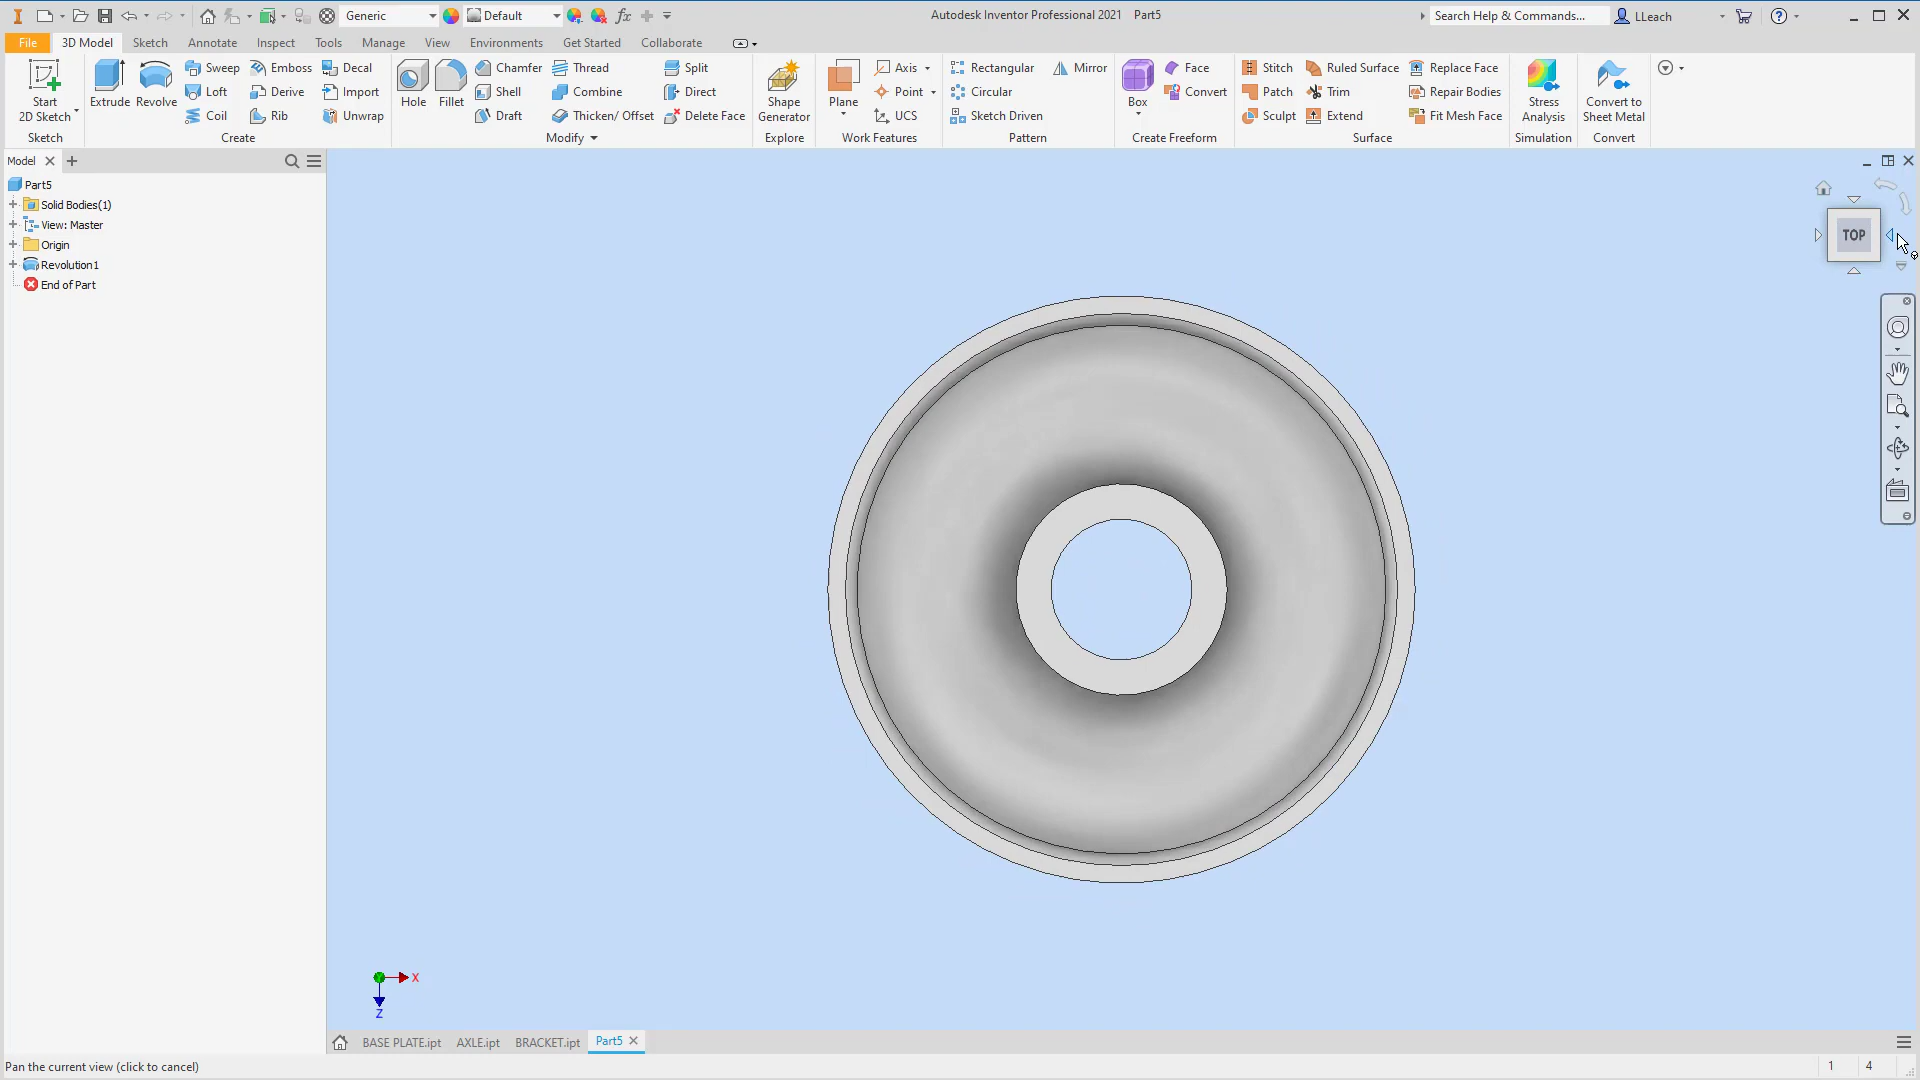 Generic
Default
fx
Autodesk Inventor Professional 2021 Part5
Search Help & Commands...
LLeach
File
3D Model
Sketch
Annotate
Inspect
Tools
Manage
View
Environments
Get Started
Collaborate
Start
2D Sketch
Extrude
Revolve
Sweep
Loft
Coil
Emboss
Derive
Rib
Decal
Import
Unwrap
Hole
Fillet
Chamfer
Shell
Draft
Thread
Combine
Thicken/ Offset
Split
Direct
Delete Face
Shape
Generator
Plane
Axis
Point
UCS
Rectangular
Circular
Sketch Driven
Mirror
Box
Face
Convert
Stitch
Patch
Sculpt
Ruled Surface
Trim
Extend
Replace Face
Repair Bodies
Fit Mesh Face
Stress
Analysis
Convert to
Sheet Metal
Sketch
Create
Modify
Explore
Work Features
Pattern
Create Freeform
Surface
Simulation
Convert
Model
Part5
Solid Bodies(1)
View: Master
Origin
Revolution1
End of Part
TOP
X
Z
BASE PLATE.ipt
AXLE.ipt
BRACKET.ipt
Part5
Pan the current view (click to cancel)
1
4